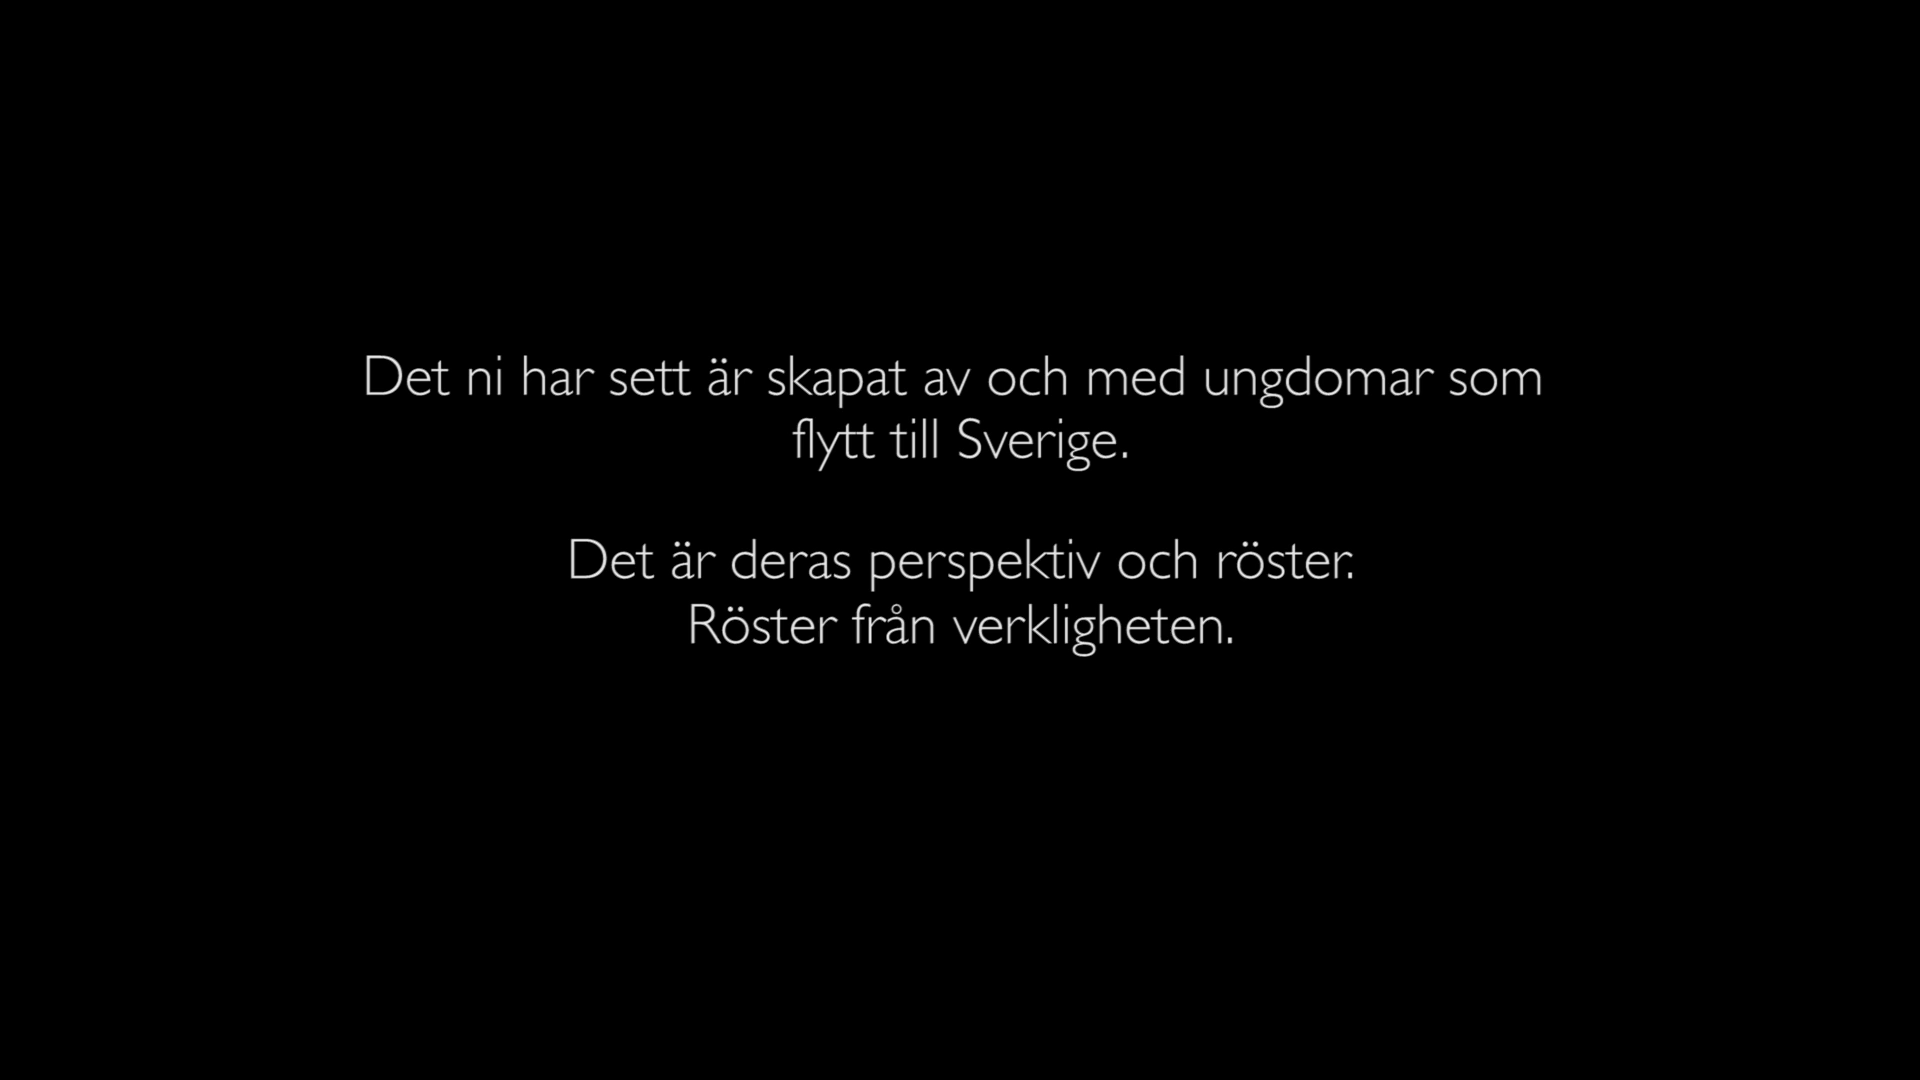 Det ni har sett är skapat av och med ungdomar som
flytt till Sverige.
Det är deras perspektiv och röster.
Röster från verkligheten.